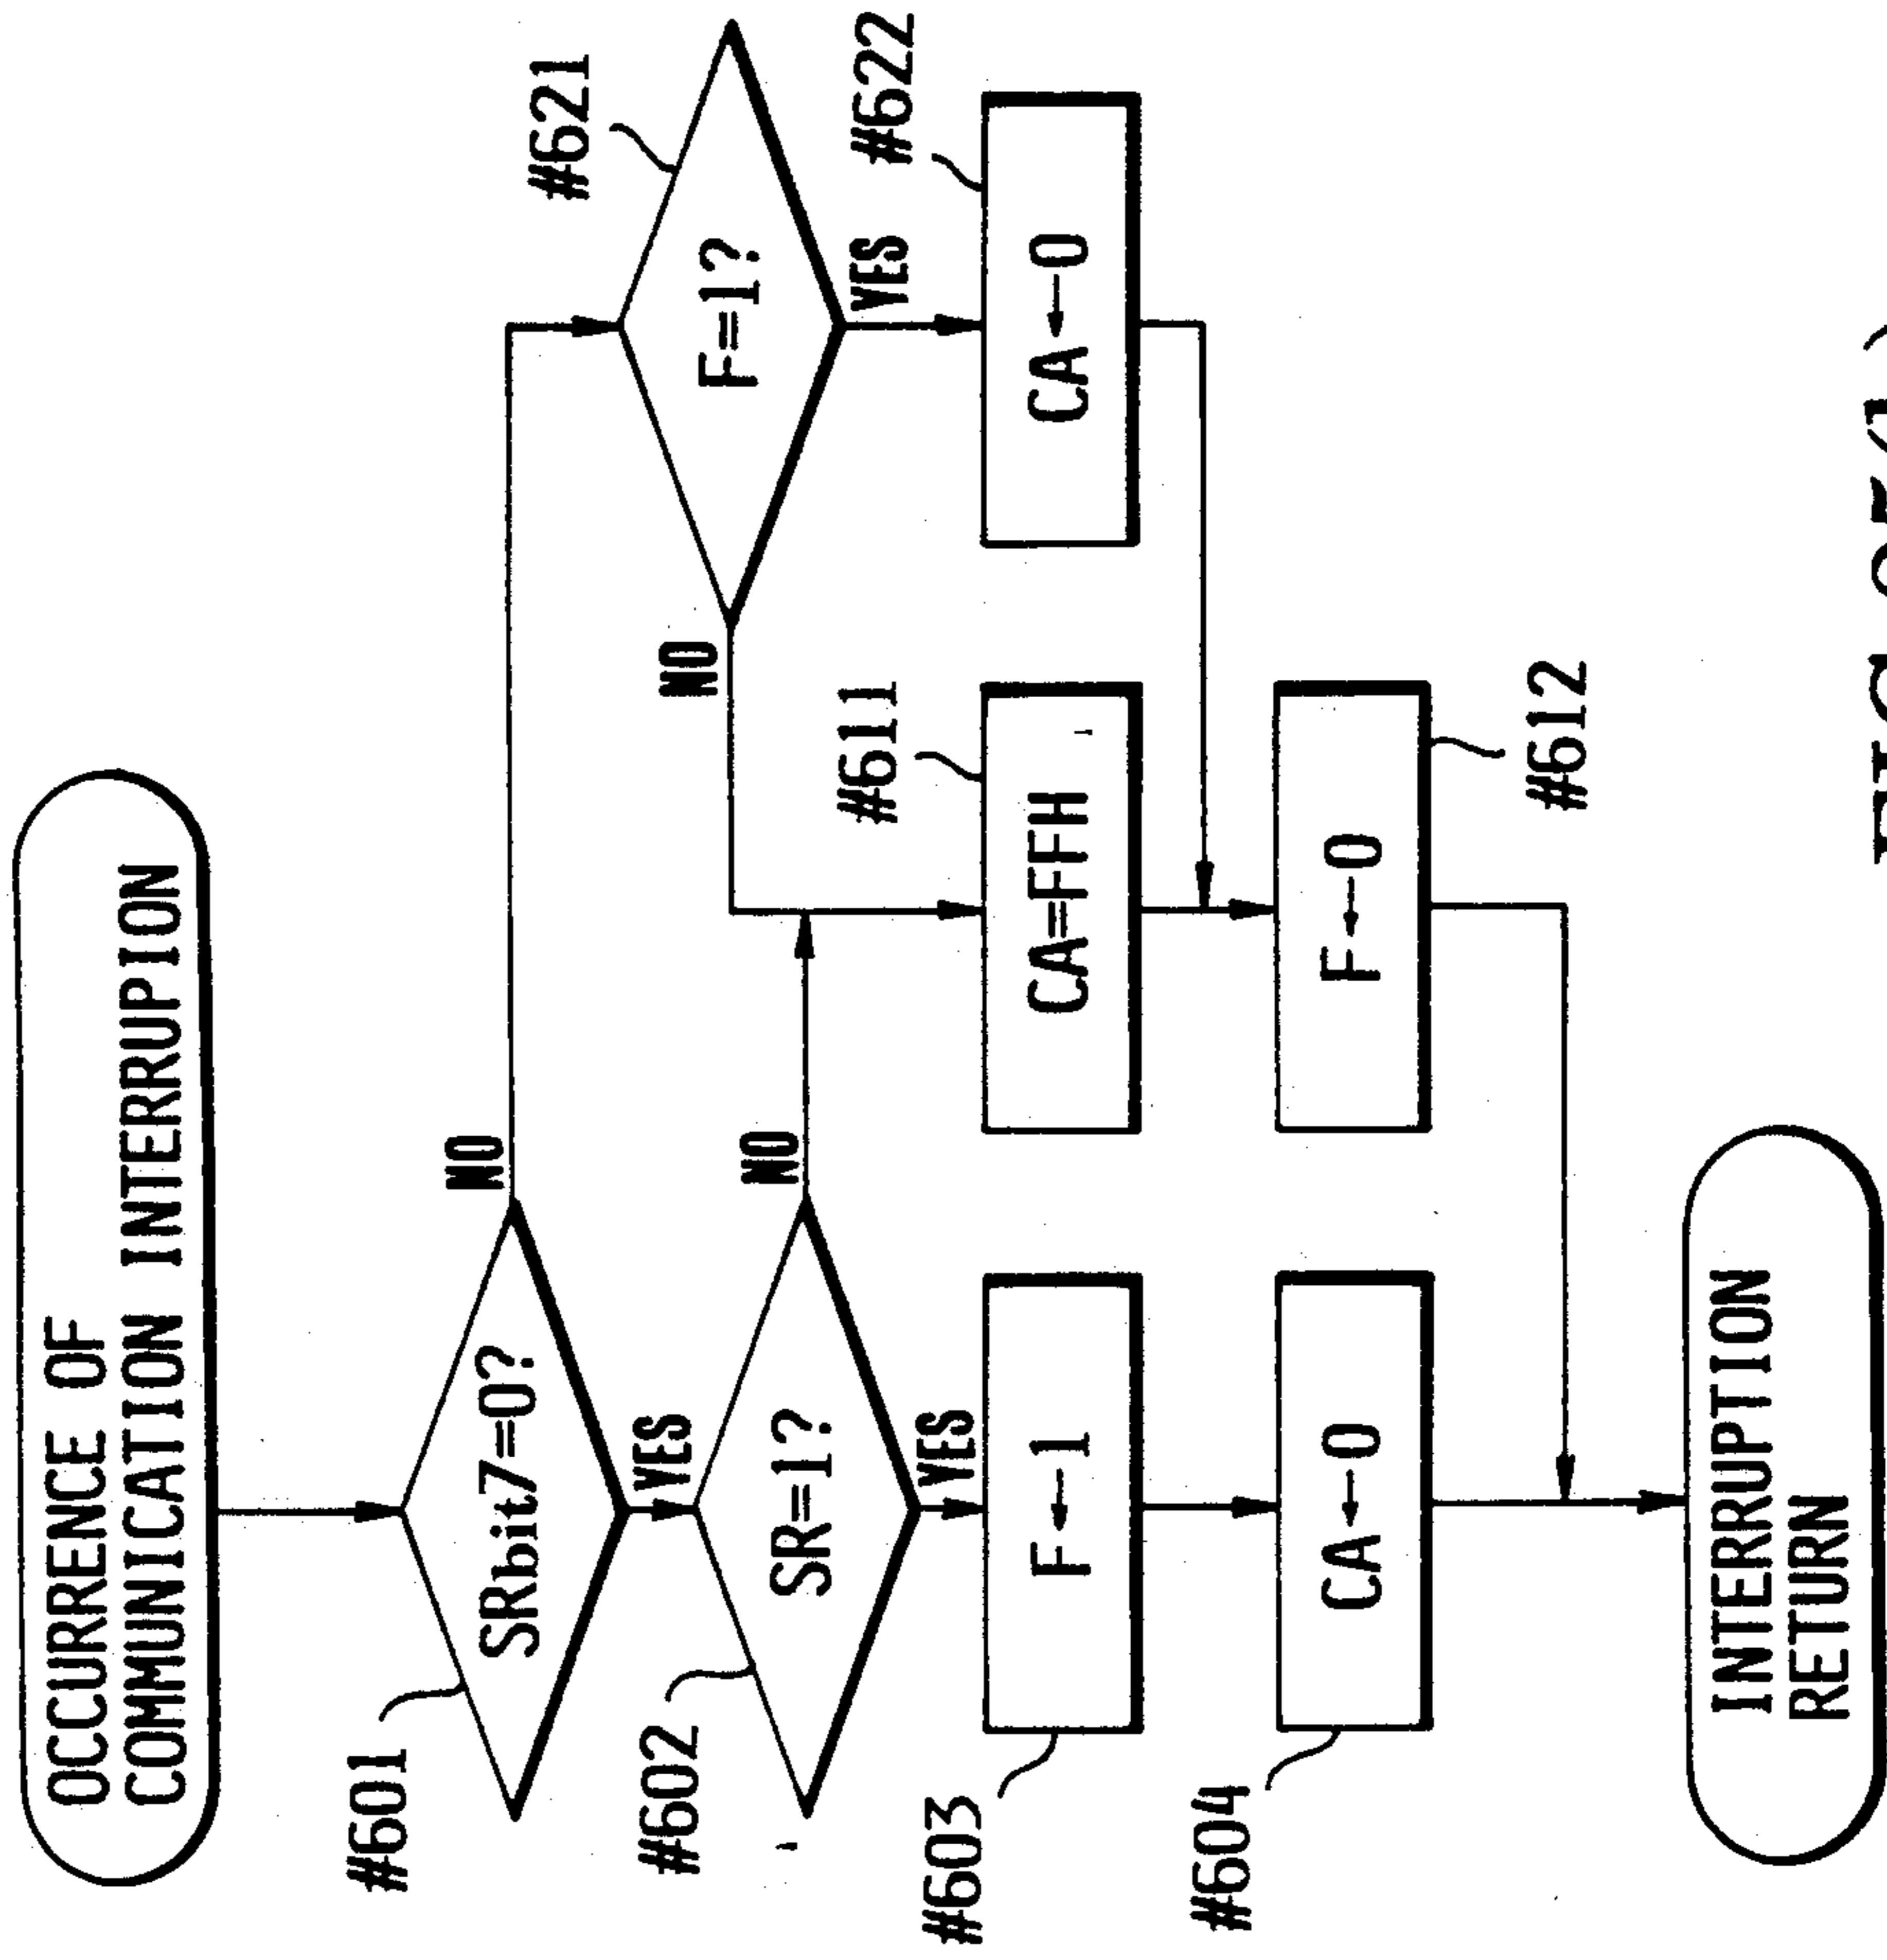 OCCURRENCE OF
COMMUNICATION INTERRUPTION
#601
SRbit7=0?
NO
YES
#602
SR=1?
NO
YES
#603
F←1
#604
CA←0
#621
F=1?
NO
YES
#622
CA←0
#611
CA=FFH
#612
F←0
INTERRUPTION
RETURN